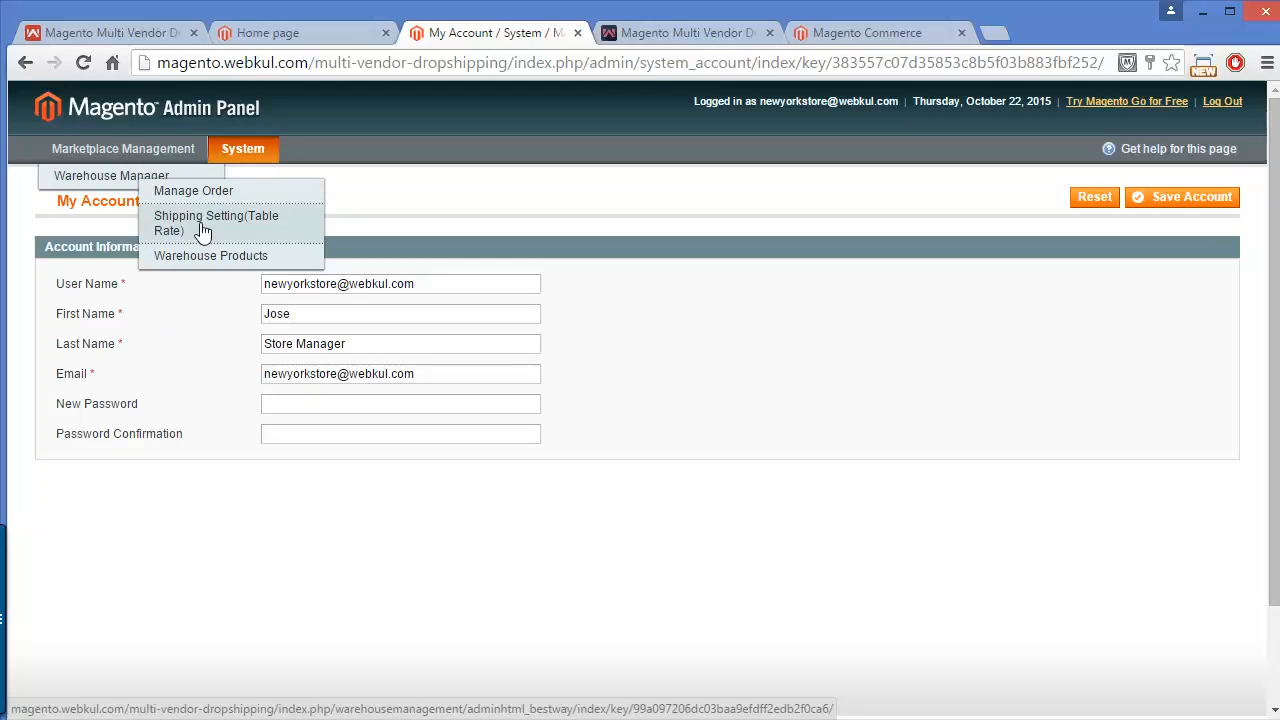 Magento Multi Vendor D
Home page
My Account / System / M
Magento Multi Vendor D
Magento Commerce
magento.webkul.com/multi-vendor-dropshipping/index.php/admin/system_account/index/key/383557c07d35853c8b5f03b883fbf252/
NEW
Magento Admin Panel
Logged in as newyorkstore@webkul.com | Thursday, October 22, 2015 | Try Magento Go for Free | Log Out
Marketplace Management
System
Get help for this page
Warehouse Manager
Manage Order
Shipping Setting(Table
Rate)
Warehouse Products
My Account
Reset
Save Account
Account Informa
User Name *
newyorkstore@webkul.com
First Name *
Jose
Last Name *
Store Manager
Email *
newyorkstore@webkul.com
New Password
Password Confirmation
magento.webkul.com/multi-vendor-dropshipping/index.php/warehousemanagement/adminhtml_bestway/index/key/99a097206dc03baa9efdff2edb2f0ca6/